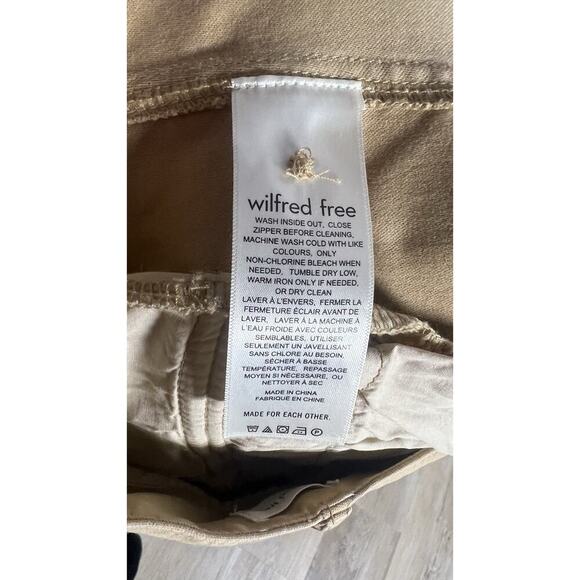 wilfred free
WASH INSIDE OUT, CLOSE
ZIPPER BEFORE CLEANING,
MACHINE WASH COLD WITH LIKE
COLOURS, ONLY
NON-CHLORINE BLEACH WHEN
NEEDED, TUMBLE DRY LOW,
WARM IRON ONLY IF NEEDED,
OR DRY CLEAN
LAVER À L'ENVERS, FERMER LA
FERMETURE ÉCLAIR AVANT DE
LAVER, LAVER À LA MACHINE À
L'EAU FROIDE AVEC COULEURS
SEMBLABLES, UTILISER
SEULEMENT UN JAVELLISANT
SANS CHLORE AU BESOIN,
SÉCHER À BASSE
TEMPÉRATURE, REPASSAGE
MOYEN SI NÉCESSAIRE, OU
NETTOYER À SEC
MADE IN CHINA
FABRIQUÉ EN CHINE
MADE FOR EACH OTHER.